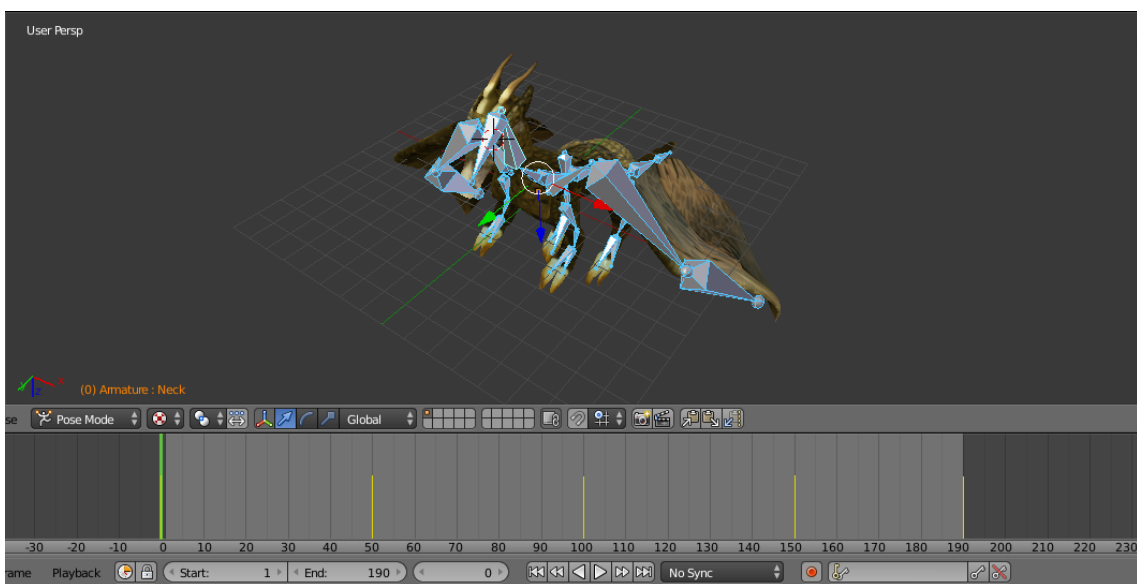 User Persp
(0) Armature : Neck
se Pose Mode Global
-30 -20 -10 0 10 20 30 40 50 60 70 80 90 100 110 120 130 140 150 160 170 180 190 200 210 220 230
rame Playback Start: 1 End: 190 0 No Sync